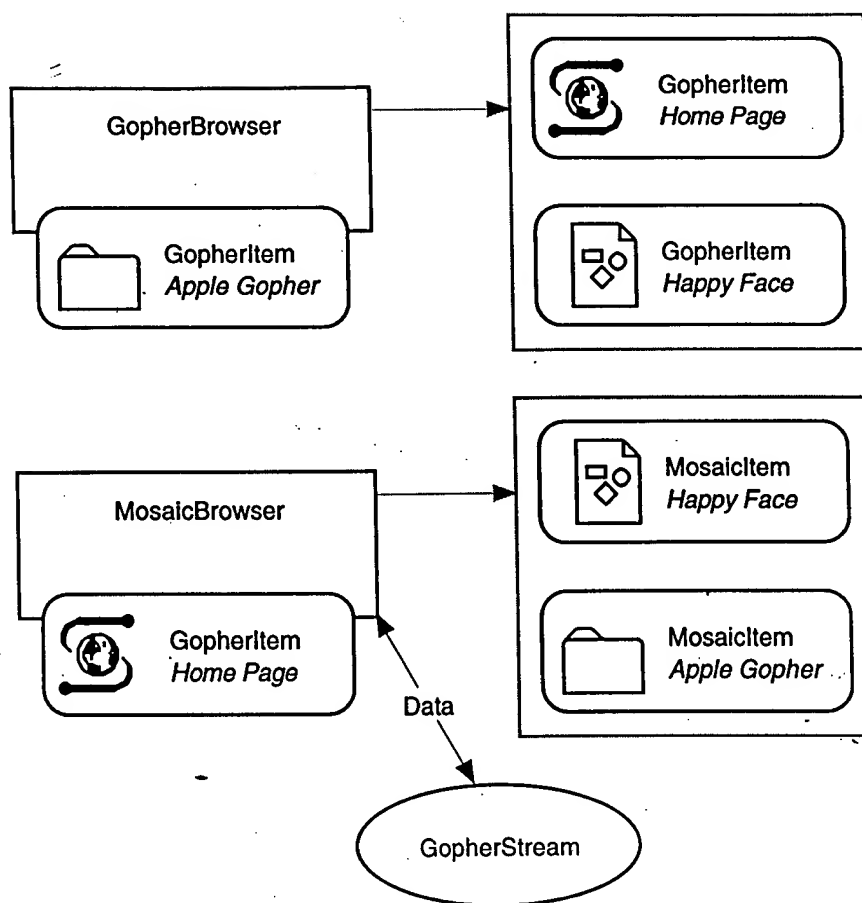 GopherBrowser
GopherItem
Apple Gopher
GopherItem
Home Page
GopherItem
Happy Face
MosaicBrowser
GopherItem
Home Page
MosaicItem
Happy Face
MosaicItem
Apple Gopher
Data
GopherStream